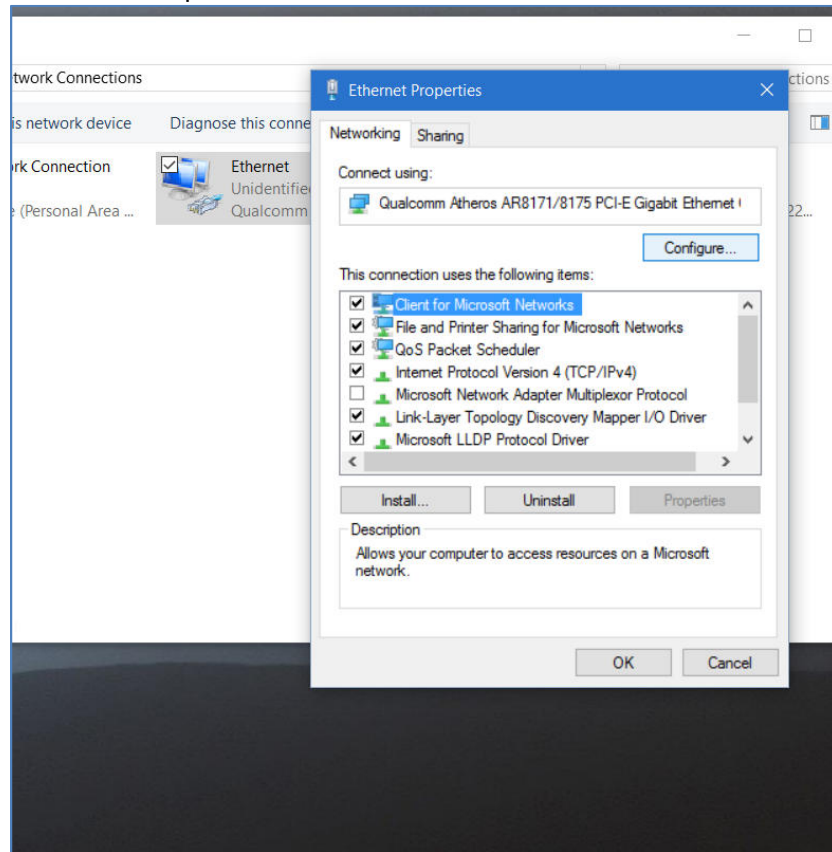 twork Connections
ctions
is network device Diagnose this conne
rk Connection
(Personal Area ...
Ethernet
Unidentifie
Qualcomm
22...
Ethernet Properties
Networking Sharing
Connect using:
Qualcomm Atheros AR8171/8175 PCI-E Gigabit Ethernet
Configure...
This connection uses the following items:
Client for Microsoft Networks
File and Printer Sharing for Microsoft Networks
QoS Packet Scheduler
Internet Protocol Version 4 (TCP/IPv4)
Microsoft Network Adapter Multiplexor Protocol
Link-Layer Topology Discovery Mapper I/O Driver
Microsoft LLDP Protocol Driver
Install... Uninstall Properties
Description
Allows your computer to access resources on a Microsoft
network.
OK Cancel